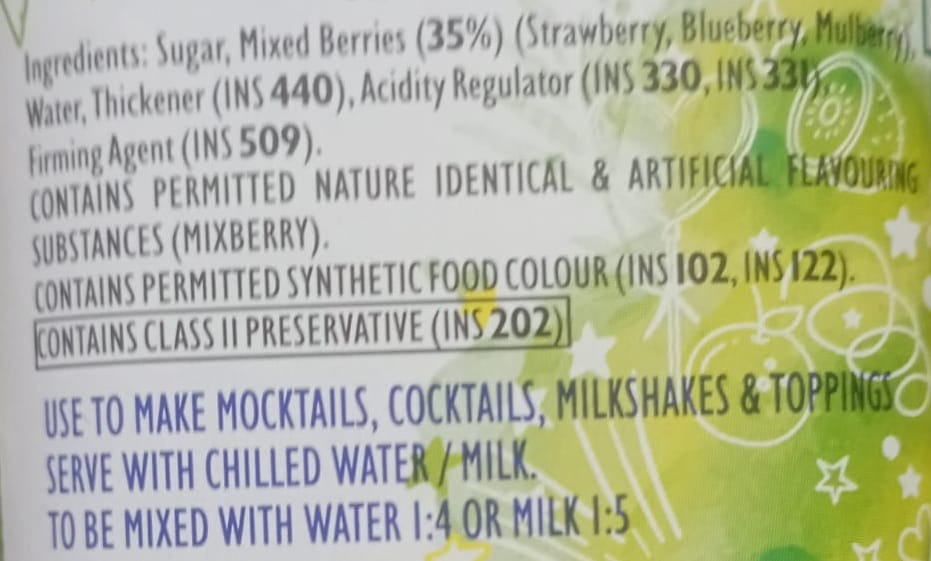 Ingredients: Sugar, Mixed Berries (35%) (Strawberry, Blueberry, Mulberry),
Water, Thickener (INS 440), Acidity Regulator (INS 330, INS 331),
Firming Agent (INS 509).
CONTAINS PERMITTED NATURE IDENTICAL & ARTIFICIAL FLAVOURING
SUBSTANCES (MIXBERRY).
CONTAINS PERMITTED SYNTHETIC FOOD COLOUR (INS 102, INS 122).
CONTAINS CLASS II PRESERVATIVE (INS 202)
USE TO MAKE MOCKTAILS, COCKTAILS, MILKSHAKES & TOPPINGS
SERVE WITH CHILLED WATER / MILK.
TO BE MIXED WITH WATER 1:4 OR MILK 1:5